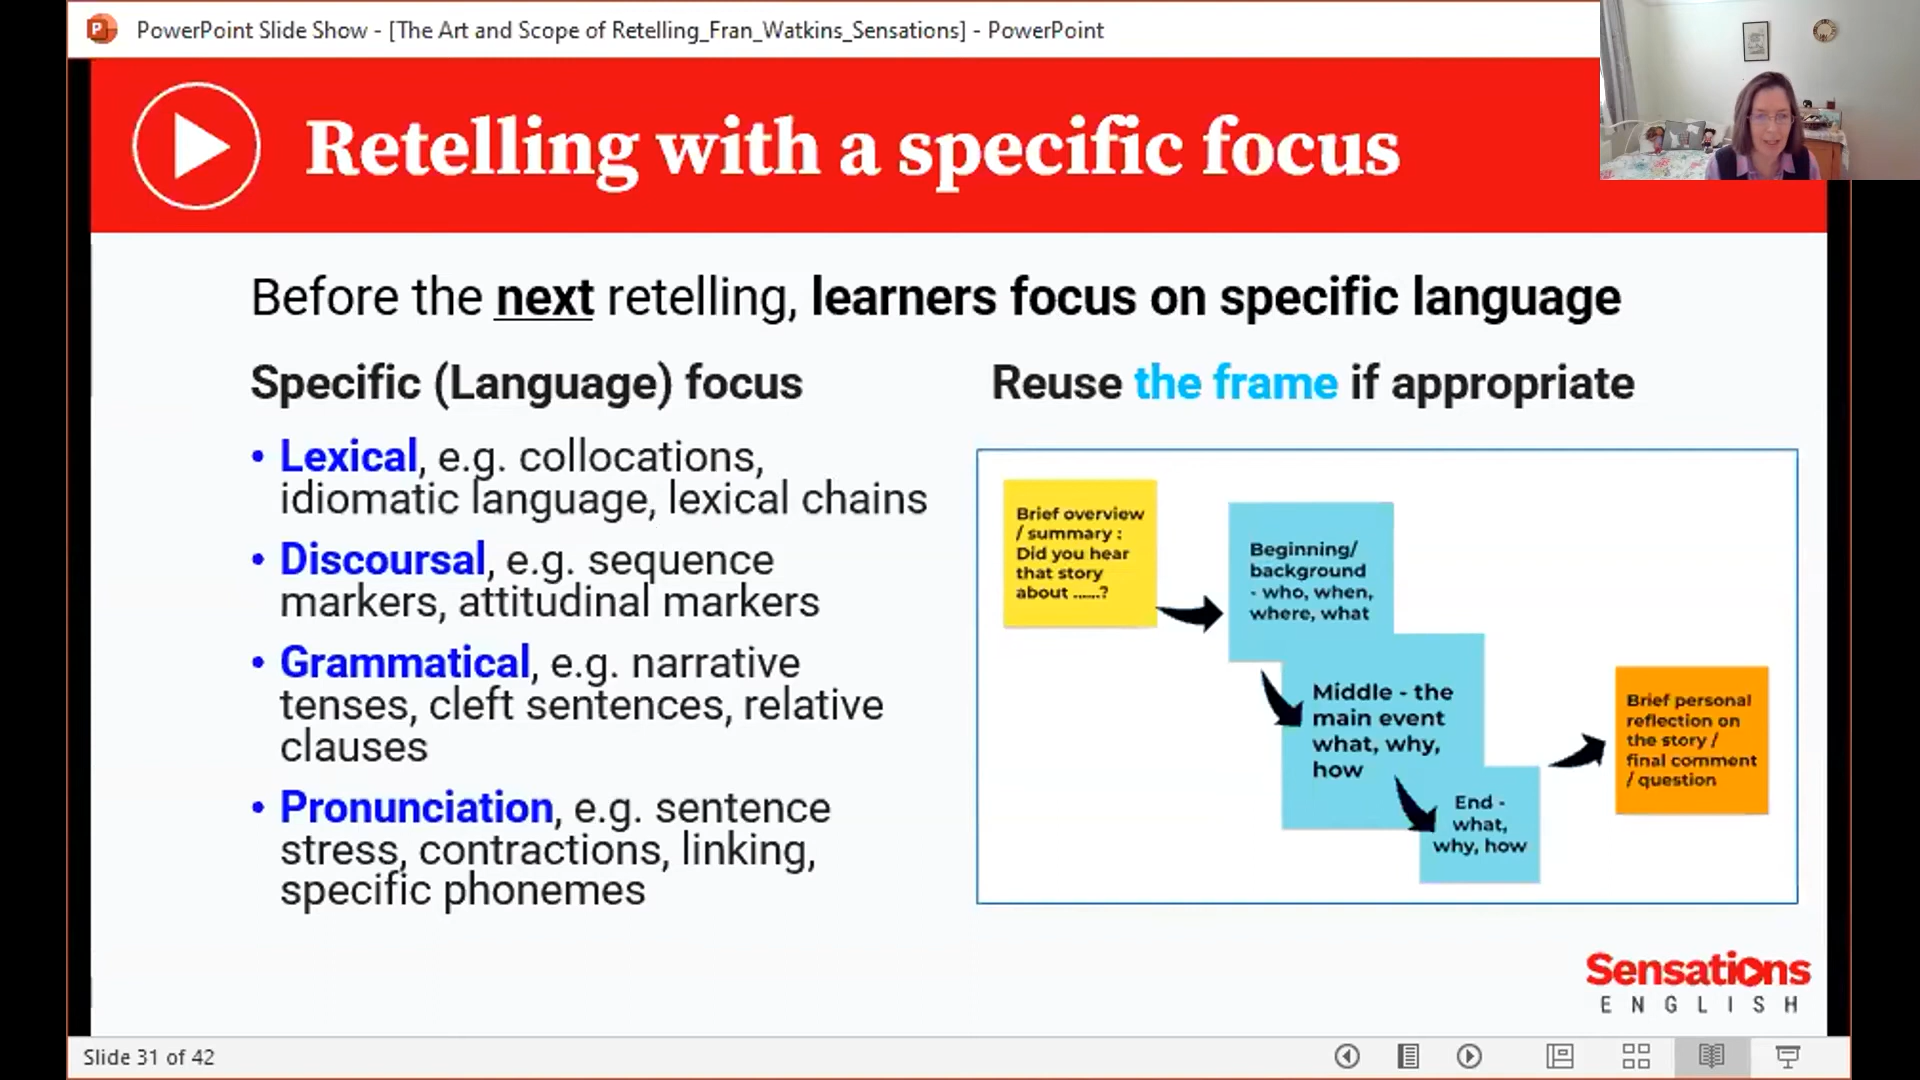 PowerPoint Slide Show - [The Art and Scope of Retelling_Fran_Watkins_Sensations] - PowerPoint
Retelling with a specific focus
Before the next retelling, learners focus on specific language
Specific (Language) focus
• Lexical, e.g. collocations,
idiomatic language, lexical chains
• Discoursal, e.g. sequence
markers, attitudinal markers
• Grammatical, e.g. narrative
tenses, cleft sentences, relative
clauses
• Pronunciation, e.g. sentence
stress, contractions, linking,
specific phonemes
Reuse the frame if appropriate
Brief overview
/ summary :
Did you hear
that story
about ......?
Beginning/
background
- who, when,
where, what
Middle - the
main event
what, why,
how
End -
what,
why, how
Brief personal
reflection on
the story /
final comment
/ question
Sensations
ENGLISH
Slide 31 of 42